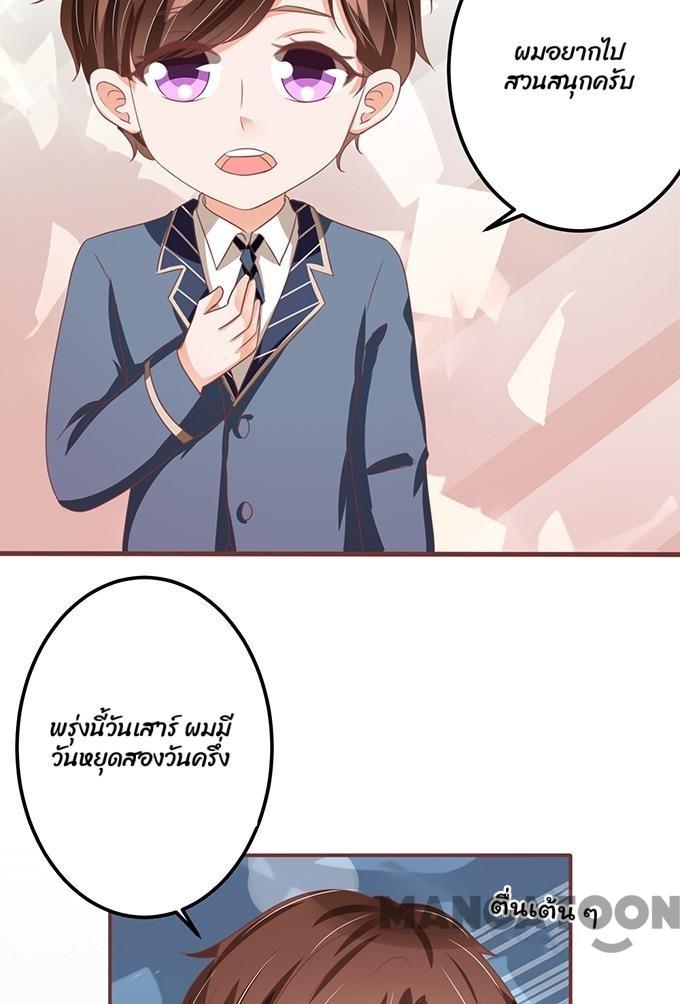 ผมอยากไป
สวนสนุกครับ
พรุ่งนี้วันเสาร์ ผมมี
วันหยุดสองวันครึ่ง
ตื่นเต้น ๆ
MANGATOON